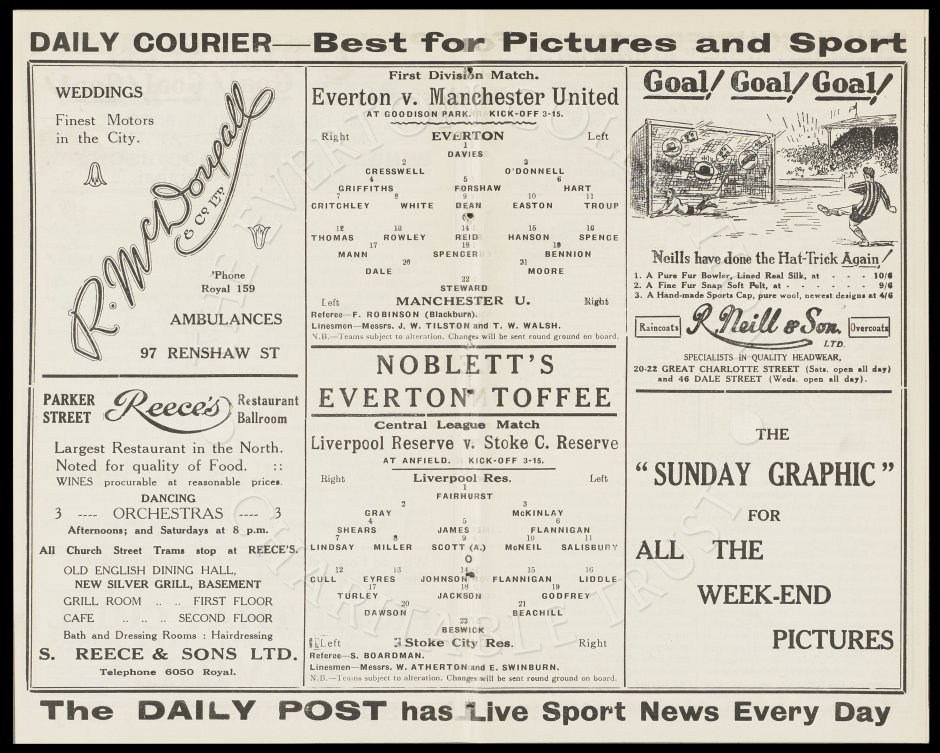 DAILY COURIER—Best for Pictures and Sport
WEDDINGS
Finest Motors
in the City.
R. McDougall
& Co LTD
'Phone
Royal 159
AMBULANCES
97 RENSHAW ST
PARKER STREET Reece's Restaurant Ballroom
Largest Restaurant in the North.
Noted for quality of Food. ::
WINES procurable at reasonable prices.
DANCING
3 ---- ORCHESTRAS ---- 3
Afternoons; and Saturdays at 8 p.m.
All Church Street Trams stop at REECE'S.
OLD ENGLISH DINING HALL,
NEW SILVER GRILL, BASEMENT
GRILL ROOM .. .. FIRST FLOOR
CAFE .. .. .. SECOND FLOOR
Bath and Dressing Rooms : Hairdressing
S. REECE & SONS LTD.
Telephone 6050 Royal.
First Division Match.
Everton v. Manchester United
AT GOODISON PARK. KICK-OFF 3-15.
Right EVERTON Left
1
DAVIES
2 3
CRESSWELL O'DONNELL
4 5 6
GRIFFITHS FORSHAW HART
7 8 9 10 11
CRITCHLEY WHITE DEAN EASTON TROUP
12 13 14 15 16
THOMAS ROWLEY REID HANSON SPENCE
17 18 19
MANN SPENCER BENNION
20 21
DALE MOORE
22
STEWARD
Left MANCHESTER U. Right
Referee—F. ROBINSON (Blackburn).
Linesmen—Messrs. J. W. TILSTON and T. W. WALSH.
N.B.—Teams subject to alteration. Changes will be sent round ground on board.
NOBLETT'S
EVERTON TOFFEE
Central League Match
Liverpool Reserve v. Stoke C. Reserve
AT ANFIELD. KICK-OFF 3-15.
Right Liverpool Res. Left
1
FAIRHURST
2 3
GRAY McKINLAY
4 5 6
SHEARS JAMES FLANNIGAN
7 8 9 10 11
LINDSAY MILLER SCOTT (A.) McNEIL SALISBURY
O
12 13 14 15 16
CULL EYRES JOHNSON FLANNIGAN LIDDLE
17 18 19
TURLEY JACKSON GODFREY
20 21
DAWSON BEACHILL
22
BESWICK
Left Stoke City Res. Right
Referee—S. BOARDMAN.
Linesmen—Messrs. W. ATHERTON and E. SWINBURN.
N.B.—Teams subject to alteration. Changes will be sent round ground on board.
Goal! Goal! Goal!
Neills have done the Hat-Trick Again!
1. A Pure Fur Bowler, Lined Real Silk, at - - - 10/6
2. A Fine Fur Snap Soft Felt, at - - - - - - 9/6
3. A Hand-made Sports Cap, pure wool, newest designs at 4/6
Raincoats R. Neill & Son. LTD. Overcoats
SPECIALISTS IN QUALITY HEADWEAR,
20-22 GREAT CHARLOTTE STREET (Sats. open all day)
and 46 DALE STREET (Weds. open all day).
THE
"SUNDAY GRAPHIC"
FOR
ALL THE
WEEK-END
PICTURES
The DAILY POST has Live Sport News Every Day